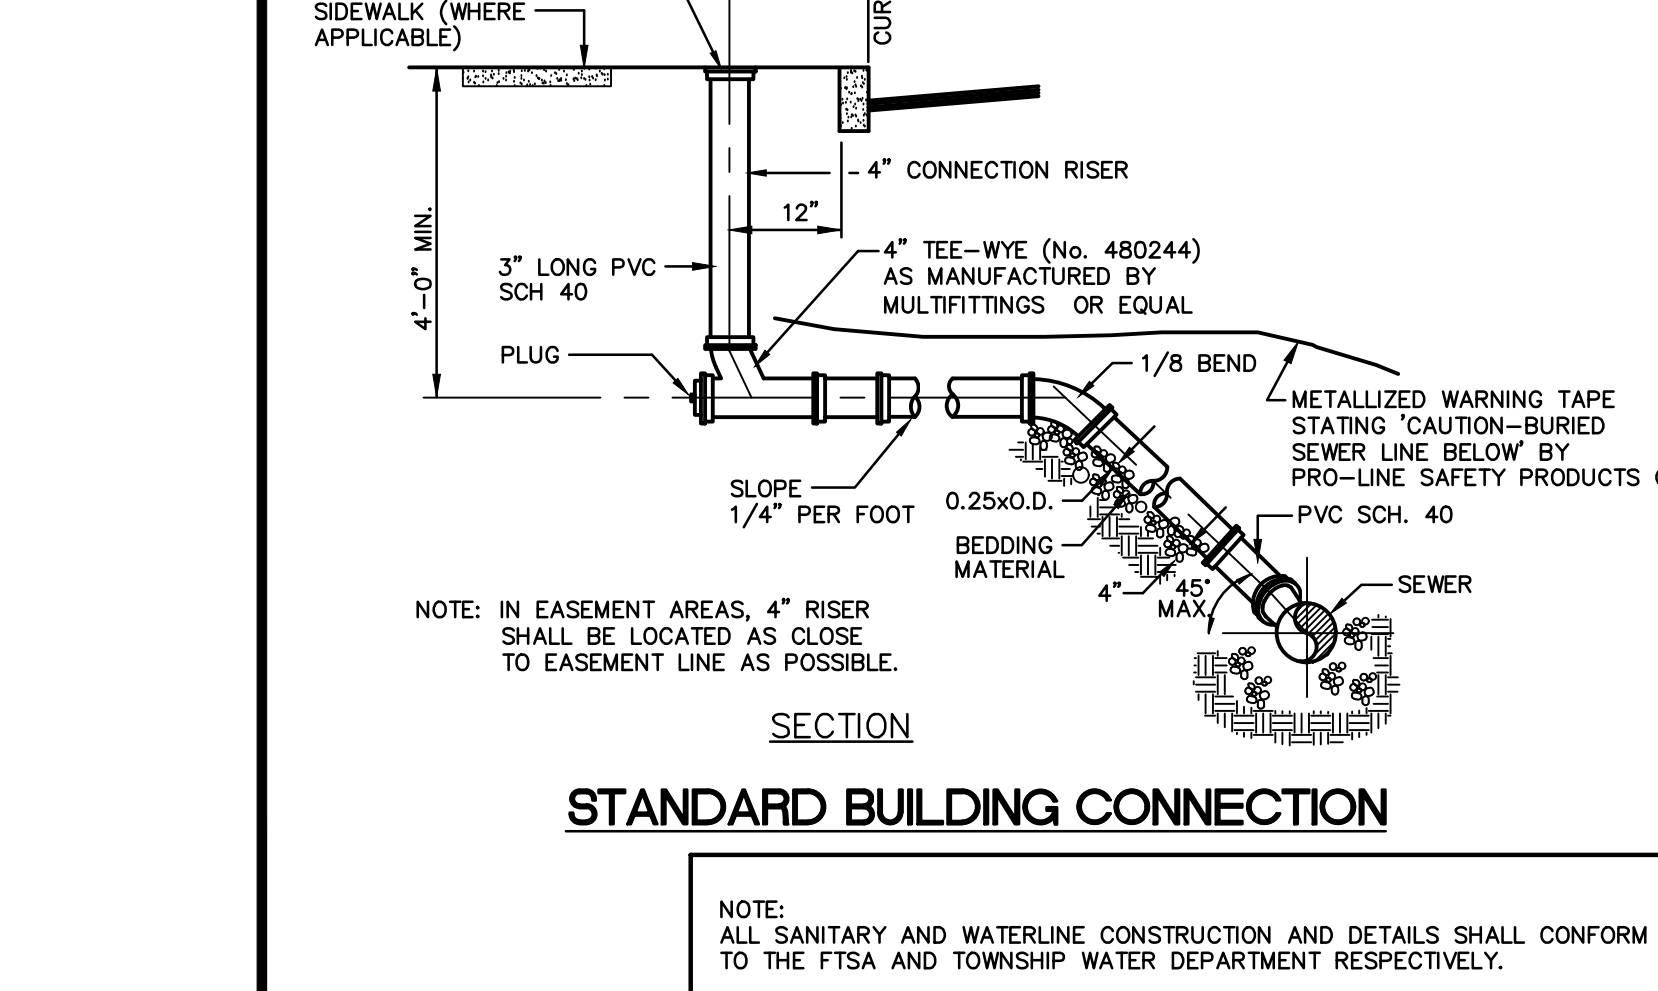 SIDEWALK (WHERE
APPLICABLE)
4" CONNECTION RISER
12"
4'-0" MIN.
3" LONG PVC
SCH 40
4" TEE-WYE (No. 480244)
AS MANUFACTURED BY
MULTIFITTINGS OR EQUAL
PLUG
1/8 BEND
METALLIZED WARNING TAPE
STATING 'CAUTION-BURIED
SEWER LINE BELOW' BY
PRO-LINE SAFETY PRODUCTS
SLOPE
1/4" PER FOOT
0.25xO.D.
PVC SCH. 40
BEDDING
MATERIAL
4"
45°
MAX.
SEWER
NOTE: IN EASEMENT AREAS, 4" RISER
SHALL BE LOCATED AS CLOSE
TO EASEMENT LINE AS POSSIBLE.
SECTION
STANDARD BUILDING CONNECTION
NOTE:
ALL SANITARY AND WATERLINE CONSTRUCTION AND DETAILS SHALL CONFORM
TO THE FTSA AND TOWNSHIP WATER DEPARTMENT RESPECTIVELY.